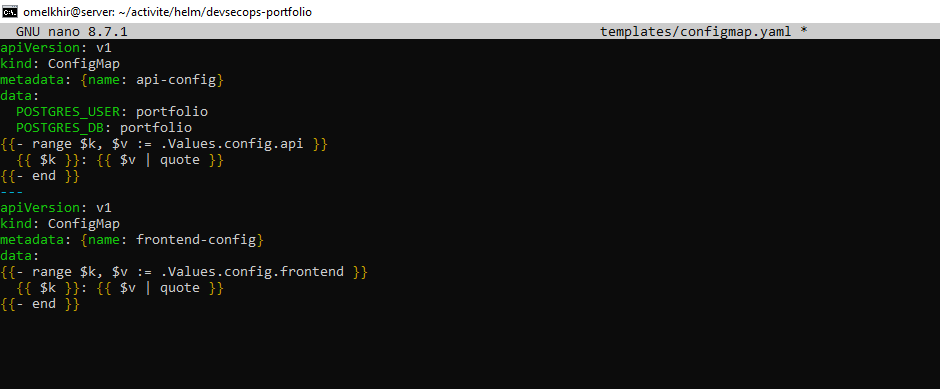 omelkhir@server: ~/activite/helm/devsecops-portfolio
GNU nano 8.7.1 templates/configmap.yaml *
apiVersion: v1
kind: ConfigMap
metadata: {name: api-config}
data:
  POSTGRES_USER: portfolio
  POSTGRES_DB: portfolio
{{- range $k, $v := .Values.config.api }}
  {{ $k }}: {{ $v | quote }}
{{- end }}
---
apiVersion: v1
kind: ConfigMap
metadata: {name: frontend-config}
data:
{{- range $k, $v := .Values.config.frontend }}
  {{ $k }}: {{ $v | quote }}
{{- end }}